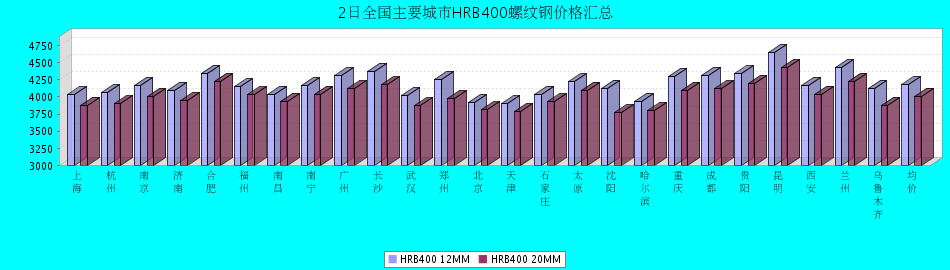 2日全国主要城市HRB400螺纹钢价格汇总
4750
4500
4250
4000
3750
3500
3250
3000
上海
杭州
南京
济南
合肥
福州
南昌
南宁
广州
长沙
武汉
郑州
北京
天津
石家庄
太原
沈阳
哈尔滨
重庆
成都
贵阳
昆明
西安
兰州
乌鲁木齐
均价
HRB400 12MM HRB400 20MM